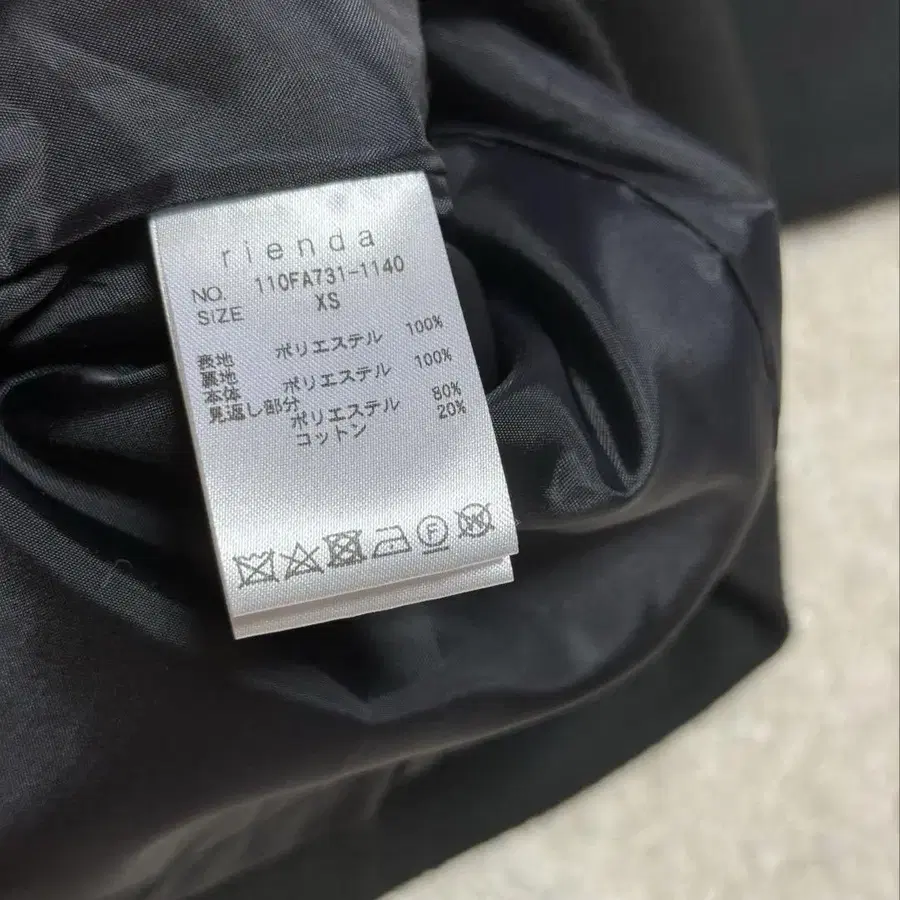 rienda
NO. 110FA731-1140
SIZE XS
表地 ポリエステル 100%
裏地
本体 ポリエステル 100%
見返し部分
ポリエステル 80%
コットン 20%
F
W